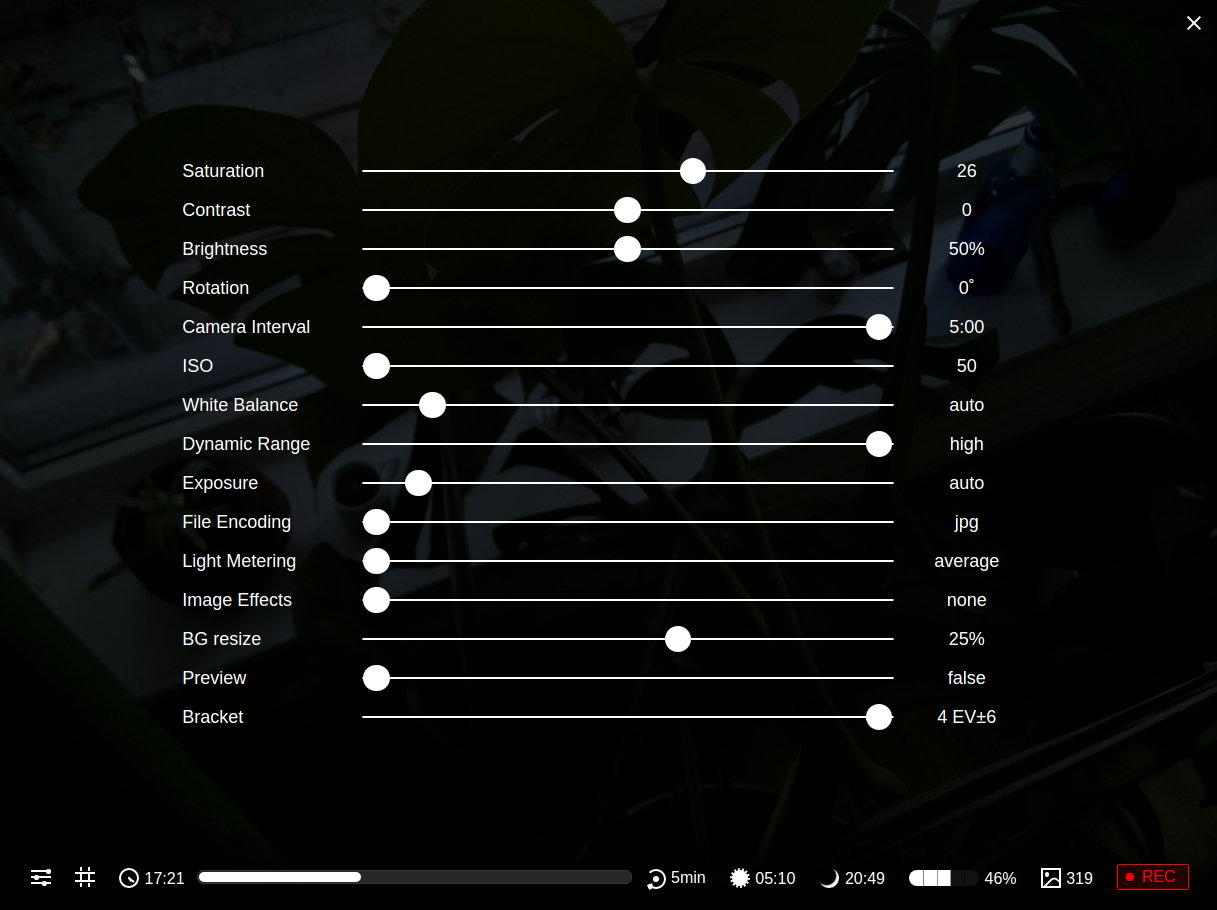 Saturation 26
Contrast 0
Brightness 50%
Rotation 0˚
Camera Interval 5:00
ISO 50
White Balance auto
Dynamic Range high
Exposure auto
File Encoding jpg
Light Metering average
Image Effects none
BG resize 25%
Preview false
Bracket 4 EV±6
17:21 5min 05:10 20:49 46% 319 REC